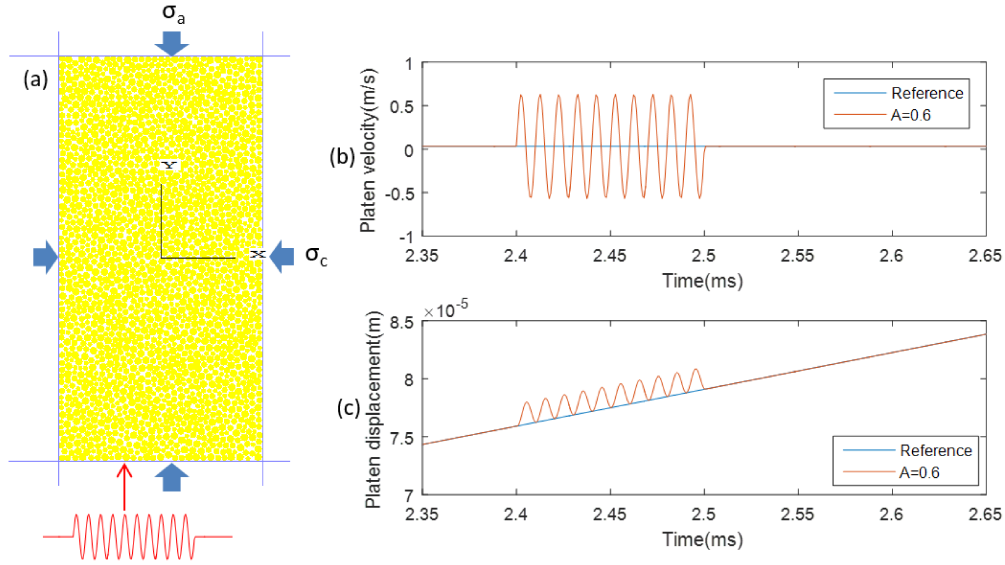 σa
(a)
Y
X
σc
(b)
Platen velocity(m/s)
1
0.5
0
-0.5
-1
Reference
A=0.6
2.35
2.4
2.45
2.5
2.55
2.6
2.65
Time(ms)
(c)
Platen displacement(m)
×10-5
8.5
8
7.5
7
Reference
A=0.6
2.35
2.4
2.45
2.5
2.55
2.6
2.65
Time(ms)